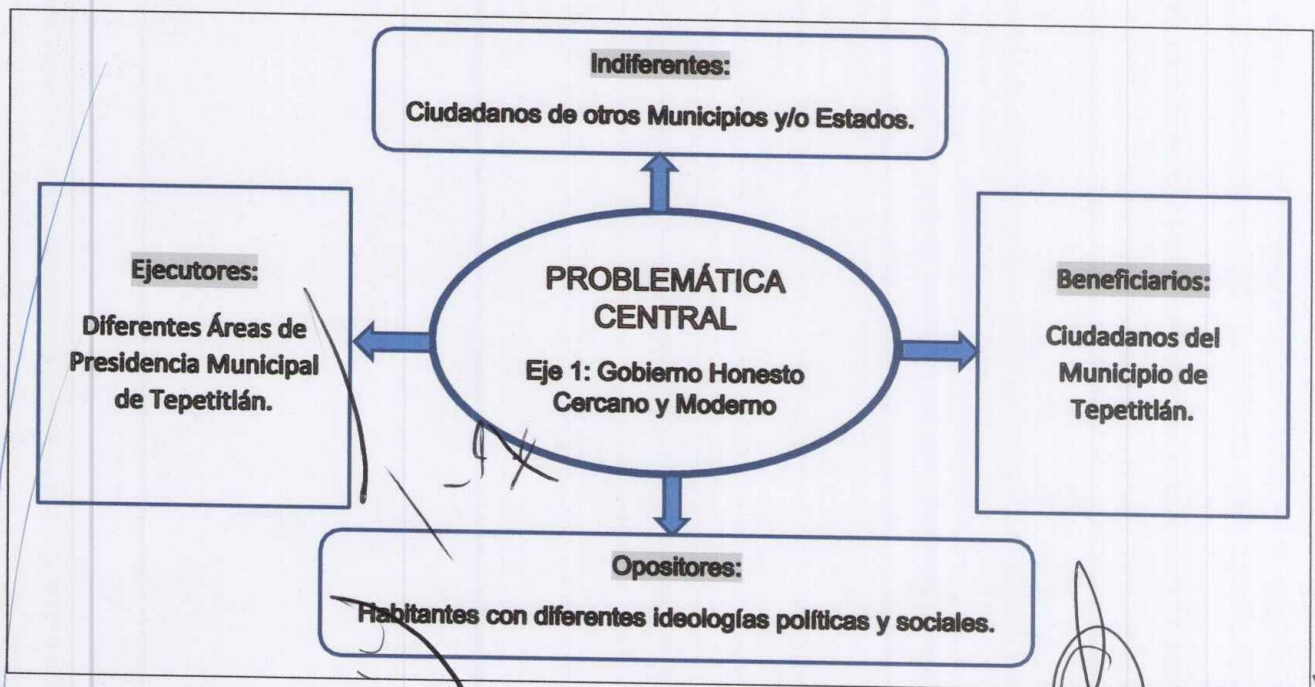 Indiferentes:
Ciudadanos de otros Municipios y/o Estados.
Ejecutores:
Diferentes Áreas de
Presidencia Municipal
de Tepetitlán.
PROBLEMÁTICA
CENTRAL
Eje 1: Gobierno Honesto
Cercano y Moderno
Beneficiarios:
Ciudadanos del
Municipio de
Tepetitlán.
Opositores:
Habitantes con diferentes ideologías políticas y sociales.